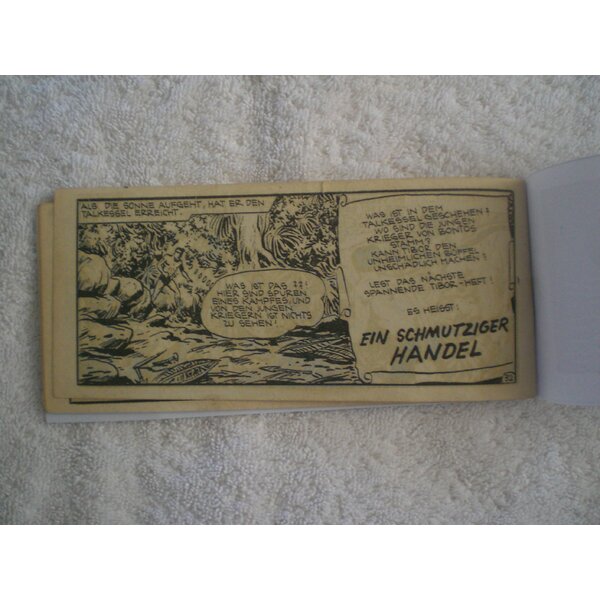 ALS DIE SONNE AUFGEHT, HAT ER DEN
TALKESSEL ERREICHT.
WAS IST DAS ?!
HIER SIND SPUREN
EINES KAMPFES, UND
VON DEN JUNGEN
KRIEGERN IST NICHTS
ZU SEHEN!
WAS IST IN DEM
TALKESSEL GESCHEHEN?
WO SIND DIE JUNGEN
KRIEGER VON BONTOS
STAMM?
KANN TIBOR DEN
UNHEIMLICHEN BÜFFEL
UNSCHÄDLICH MACHEN?
LEST DAS NÄCHSTE
SPANNENDE TIBOR-HEFT!
ES HEISST:
EIN SCHMUTZIGER
HANDEL